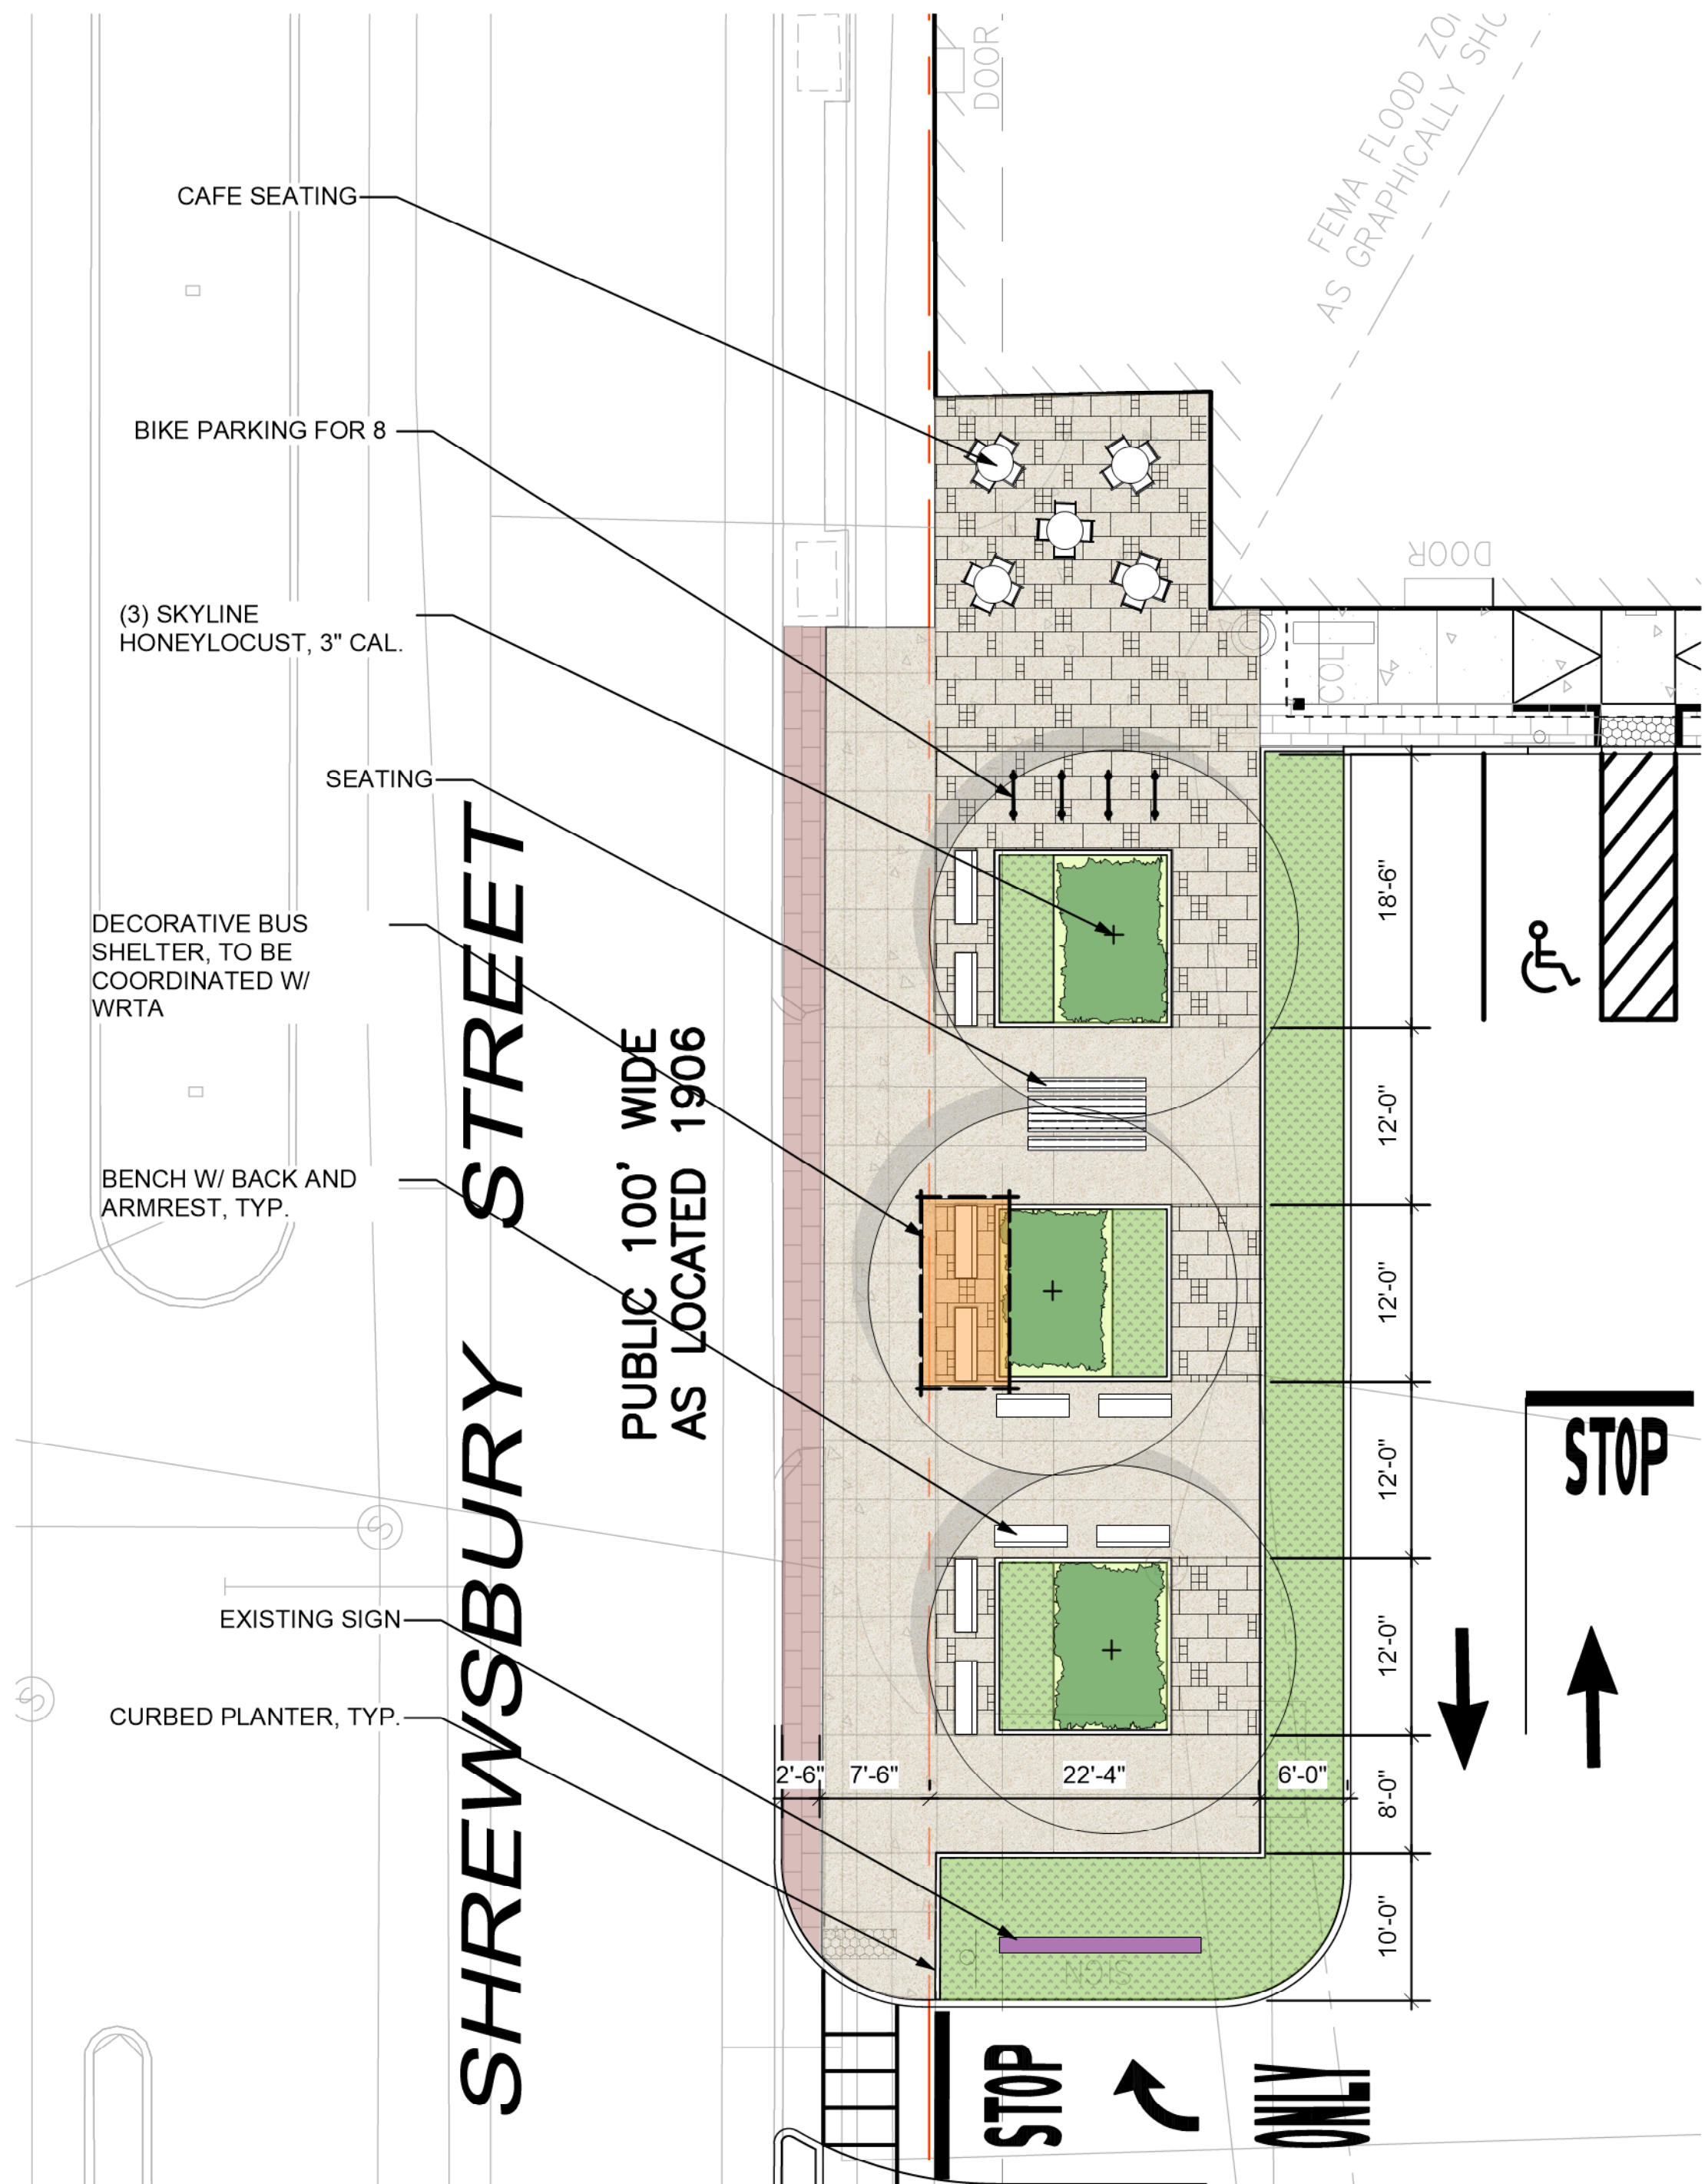 DOOR
FEMA FLOOD
AS GRAPHICALLY
CAFE SEATING
BIKE PARKING FOR 8
DOOR
(3) SKYLINE
HONEYLOCUST, 3" CAL.
COL
SEATING
18'-6"
DECORATIVE BUS
SHELTER, TO BE
COORDINATED W/
WRTA
SHREWSBURY STREET
PUBLIC 100' WIDE
AS LOCATED 1906
12'-0"
BENCH W/ BACK AND
ARMREST, TYP.
12'-0"
12'-0"
STOP
S
EXISTING SIGN
12'-0"
S
CURBED PLANTER, TYP.
2'-6"
7'-6"
22'-4"
6'-0"
8'-0"
10'-0"
SIGN
STOP
ONLY